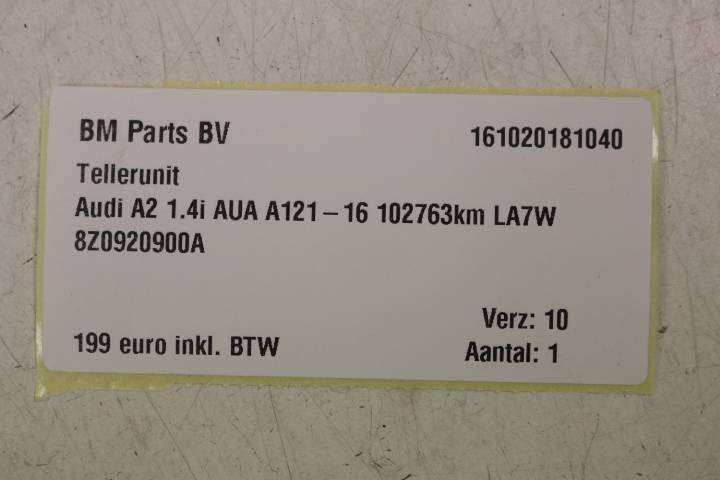 BM Parts BV 161020181040
Tellerunit
Audi A2 1.4i AUA A121-16 102763km LA7W
8Z0920900A
Verz: 10
199 euro inkl. BTW Aantal: 1